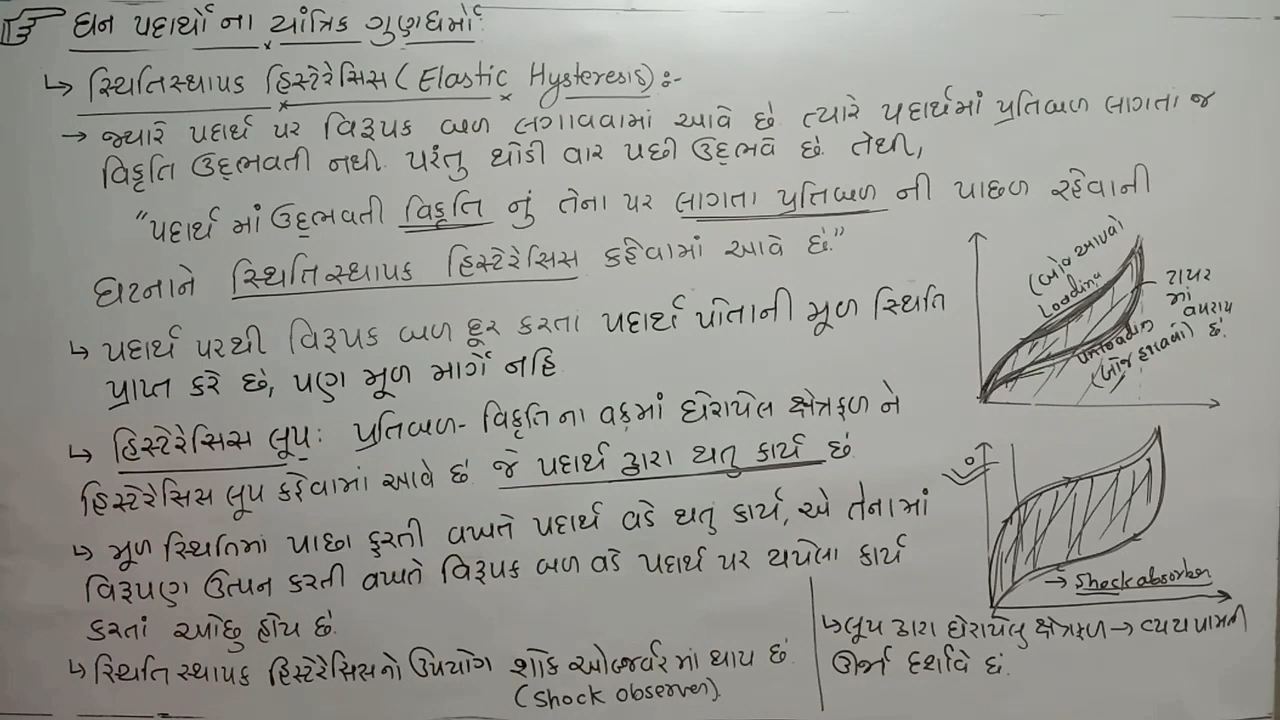 ઘન પદાર્થોના યાંત્રિક ગુણધર્મો
↳ સ્થિતિસ્થાપક હિસ્ટેરેસિસ (Elastic Hysteresis) :-
→ જ્યારે પદાર્થ પર વિરૂપક બળ લગાવવામાં આવે છે ત્યારે પદાર્થમાં પ્રતિબળ લાગતા જ
વિકૃતિ ઉદ્ભવતી નથી. પરંતુ થોડી વાર પછી ઉદ્ભવે છે. તેથી,
"પદાર્થ માં ઉદ્ભવતી વિકૃતિ નું તેના પર લાગતા પ્રતિબળ ની પાછળ રહેવાની
ઘટનાને સ્થિતિસ્થાપક હિસ્ટેરેસિસ કહેવામાં આવે છે."
↳ પદાર્થ પરથી વિરૂપક બળ દૂર કરતા પદાર્થ પોતાની મૂળ સ્થિતિ
પ્રાપ્ત કરે છે, પણ મૂળ માર્ગે નહિ
↳ હિસ્ટેરેસિસ લૂપ: પ્રતિબળ- વિકૃતિ ના વક્રમાં ઘેરાયેલ ક્ષેત્રફળ ને
હિસ્ટેરેસિસ લૂપ કહેવામાં આવે છે જે પદાર્થ દ્વારા થતુ કાર્ય છે
↳ મૂળ સ્થિતિમાં પાછા ફરતી વખતે પદાર્થ વડે થતુ કાર્ય, એ તેનામાં
વિરૂપણ ઉત્પન કરતી વખતે વિરૂપક બળ વડે પદાર્થ પર થયેલા કાર્ય
કરતાં ઓછુ હોય છે.
↳ સ્થિતિ સ્થાપક હિસ્ટેરેસિસનો ઉપયોગ શોક ઓબ્જર્વર માં થાય છે
(Shock observer).
(બોજ આપવો)
Loading
unloading
(બોજ હટાવવો)
ટાયર
માં
વપરાય
છે.
→ Shock absorber
↳ લૂપ દ્વારા ઘેરાયેલુ ક્ષેત્રફળ → વ્યય પામતી
ઊર્જા દર્શાવે છે.